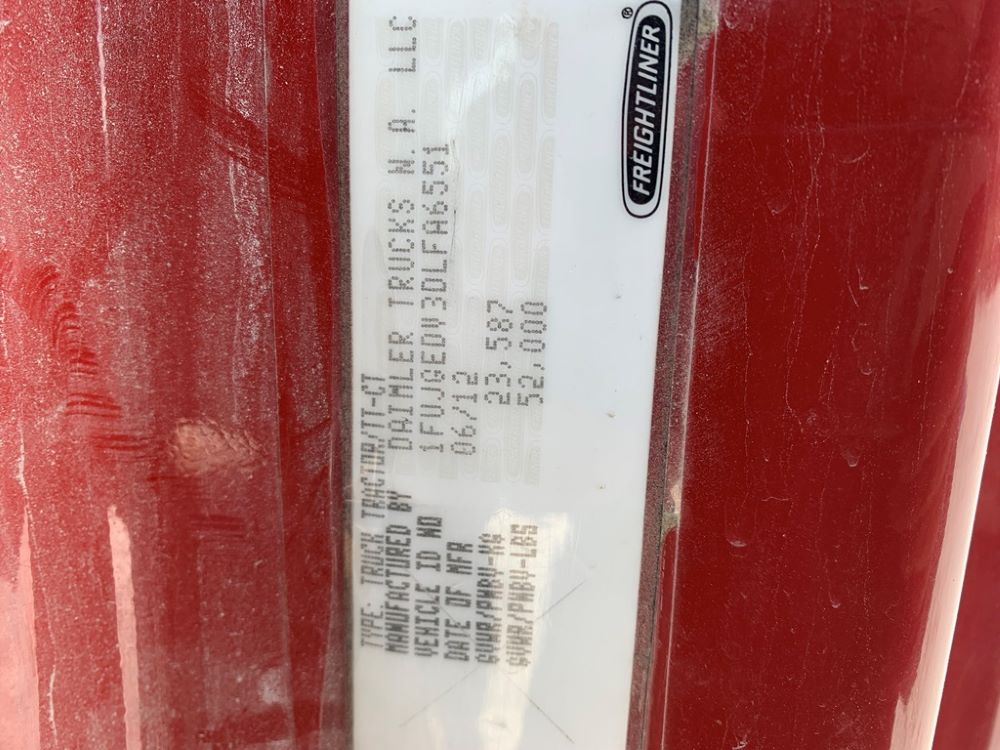 FREIGHTLINER®
TYPE: TRUCK TRACTOR/TT-CT
MANUFACTURED BY DAIMLER TRUCKS N.A. LLC
VEHICLE ID NO 1FUJGEDV3DLFA6551
DATE OF MFR 06/12
GVWR/PNBV-KG 23,587
GVWR/PNBV-LBS 52,000